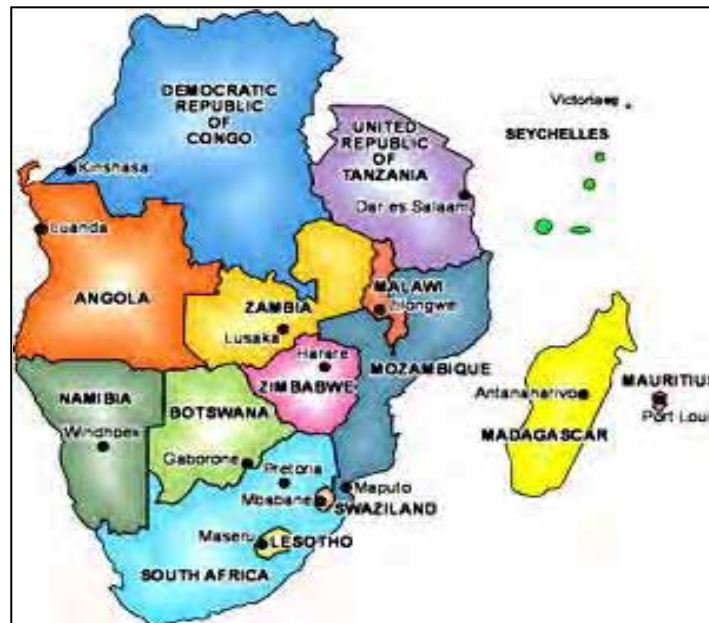 DEMOCRATIC
REPUBLIC
OF
CONGO
Kinshasa
UNITED
REPUBLIC
OF
TANZANIA
Dar es Salaam
SEYCHELLES
Luanda
ANGOLA
ZAMBIA
Lusaka
MALAWI
Lilongwe
Harare
ZIMBABWE
MOZAMBIQUE
NAMIBIA
Windhoek
BOTSWANA
Gaborone
Pretoria
Mbabane
Maputo
SWAZILAND
Maseru
LESOTHO
SOUTH AFRICA
Antananarivo
MADAGASCAR
MAURITIUS
Port Loui